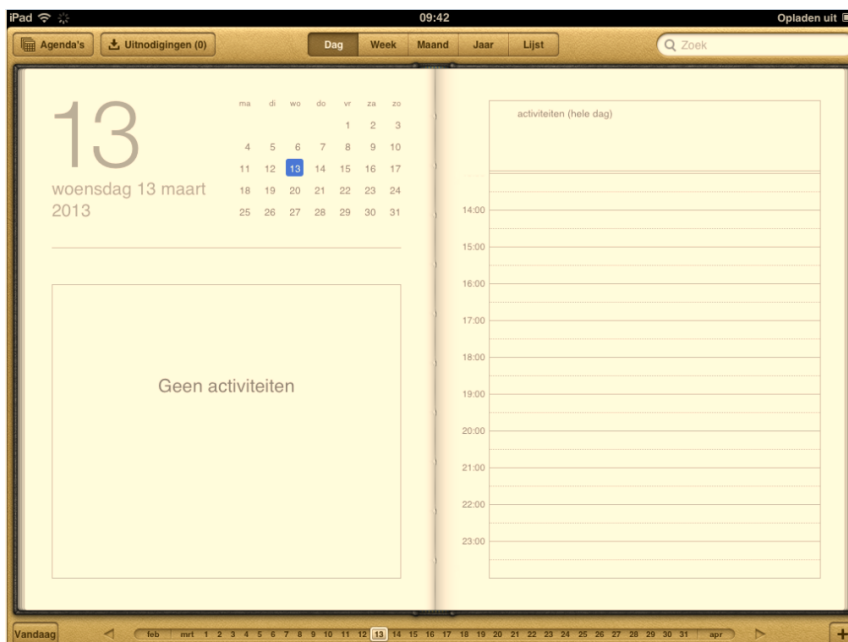 iPad 09:42 Opladen uit
Agenda's Uitnodigingen (0) Dag Week Maand Jaar Lijst Zoek
13
woensdag 13 maart
2013
ma di wo do vr za zo
1 2 3
4 5 6 7 8 9 10
11 12 13 14 15 16 17
18 19 20 21 22 23 24
25 26 27 28 29 30 31
Geen activiteiten
activiteiten (hele dag)
14:00
15:00
16:00
17:00
18:00
19:00
20:00
21:00
22:00
23:00
Vandaag feb mrt 1 2 3 4 5 6 7 8 9 10 11 12 13 14 15 16 17 18 19 20 21 22 23 24 25 26 27 28 29 30 31 apr +